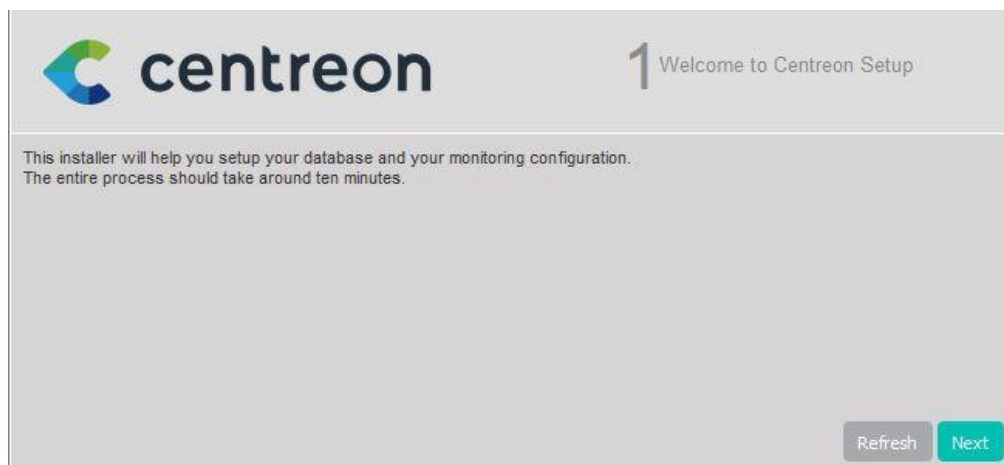 centreon
1 Welcome to Centreon Setup
This installer will help you setup your database and your monitoring configuration.
The entire process should take around ten minutes.
Refresh Next